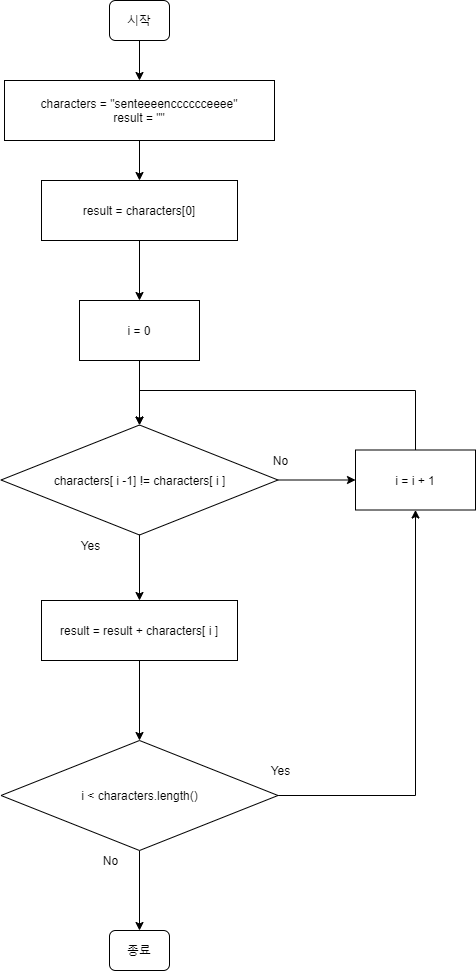 시작
characters = "senteeeencccccceeee"
result = ""
result = characters[0]
i = 0
characters[ i -1] != characters[ i ]
No
i = i + 1
Yes
result = result + characters[ i ]
i < characters.length()
Yes
No
종료